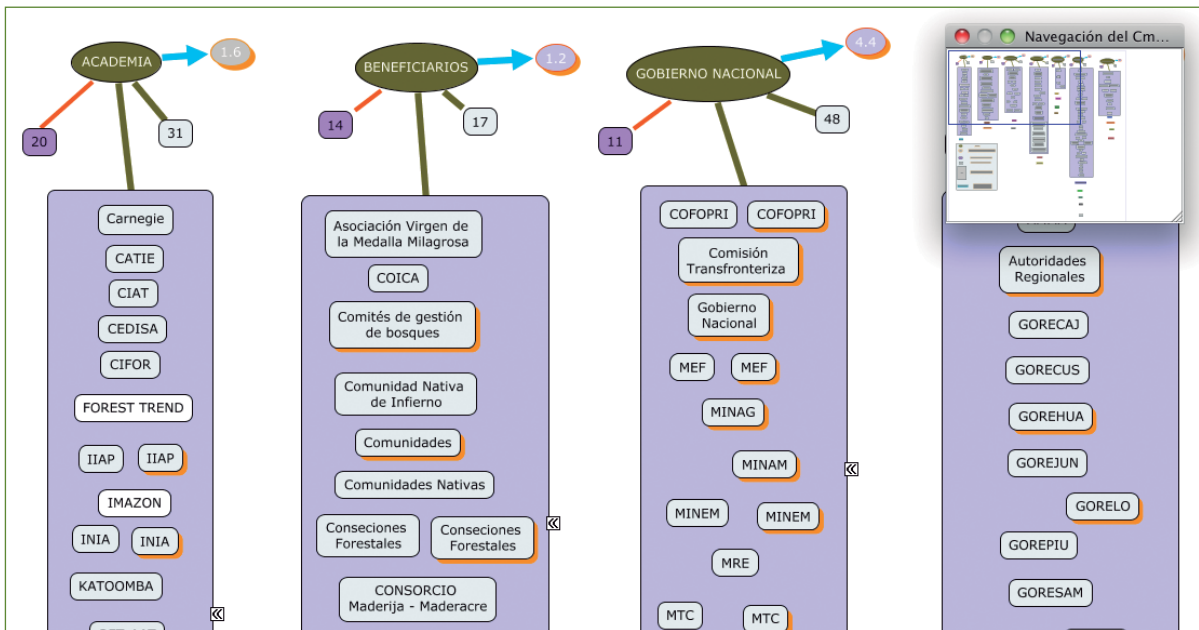 ACADEMIA
1.6
20
31
Carnegie
CATIE
CIAT
CEDISA
CIFOR
FOREST TREND
IIAP
IIAP
IMAZON
INIA
INIA
KATOOMBA
BENEFICIARIOS
1.2
14
17
Asociación Virgen de
la Medalla Milagrosa
COICA
Comités de gestión
de bosques
Comunidad Nativa
de Infierno
Comunidades
Comunidades Nativas
Conseciones
Forestales
Conseciones
Forestales
CONSORCIO
Maderija - Maderacre
GOBIERNO NACIONAL
4.4
11
48
COFOPRI
COFOPRI
Comisión
Transfronteriza
Gobierno
Nacional
MEF
MEF
MINAG
MINAM
MINEM
MINEM
MRE
MTC
MTC
Navegación del Cm...
Autoridades
Regionales
GORECAJ
GORECUS
GOREHUA
GOREJUN
GORELO
GOREPIU
GORESAM